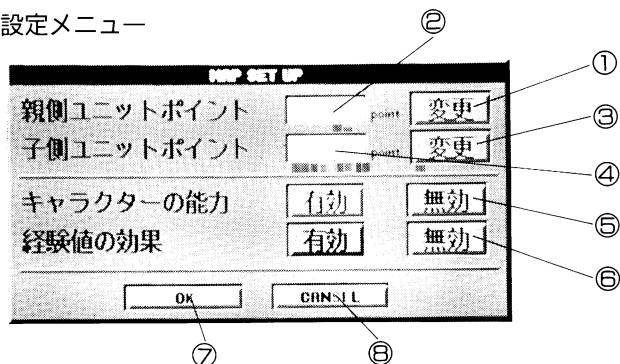 設定メニュー
②
MAP SET UP
①
親側ユニットポイント point 変更
③
子側ユニットポイント point 変更
④
キャラクターの能力 有効 無効
⑤
経験値の効果 有効 無効
⑥
OK CANSEL
⑦ ⑧